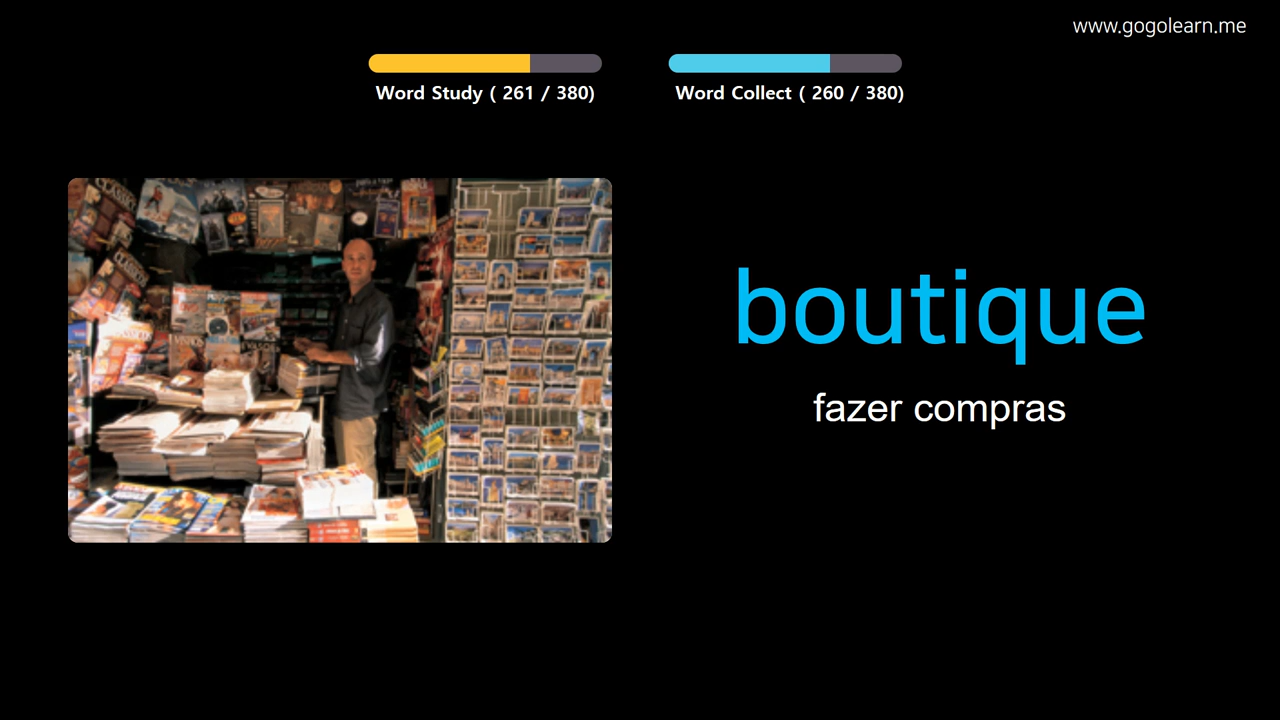 www.gogolearn.me
Word Study ( 261 / 380)
Word Collect ( 260 / 380)
boutique
fazer compras